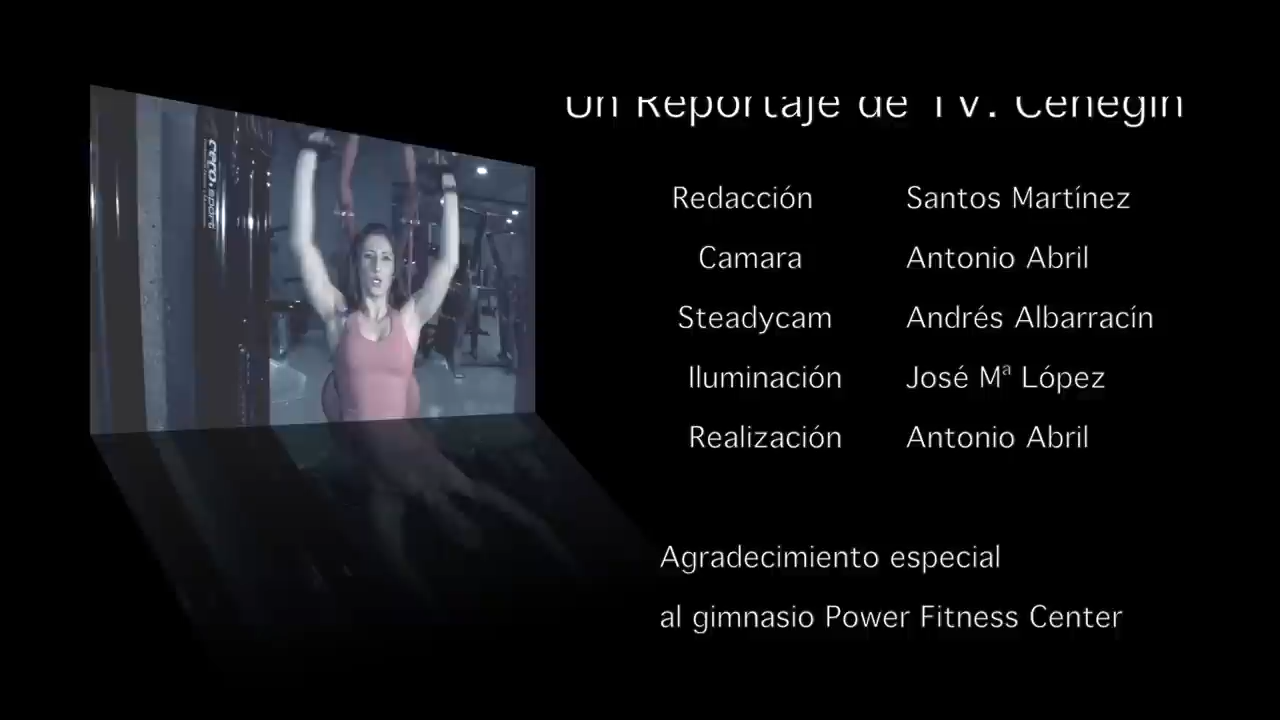 Un Reportaje de TV. Cehegín
Redacción Santos Martínez
Camara Antonio Abril
Steadycam Andrés Albarracín
Iluminación José Mª López
Realización Antonio Abril
Agradecimiento especial
al gimnasio Power Fitness Center